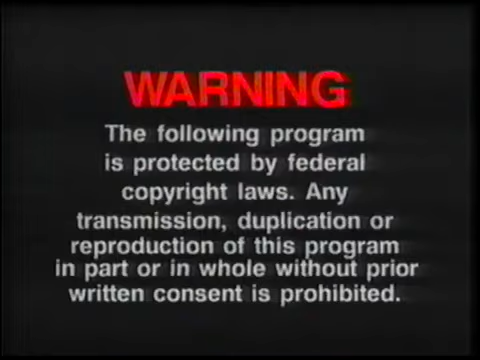 WARNING
The following program
is protected by federal
copyright laws. Any
transmission, duplication or
reproduction of this program
in part or in whole without prior
written consent is prohibited.